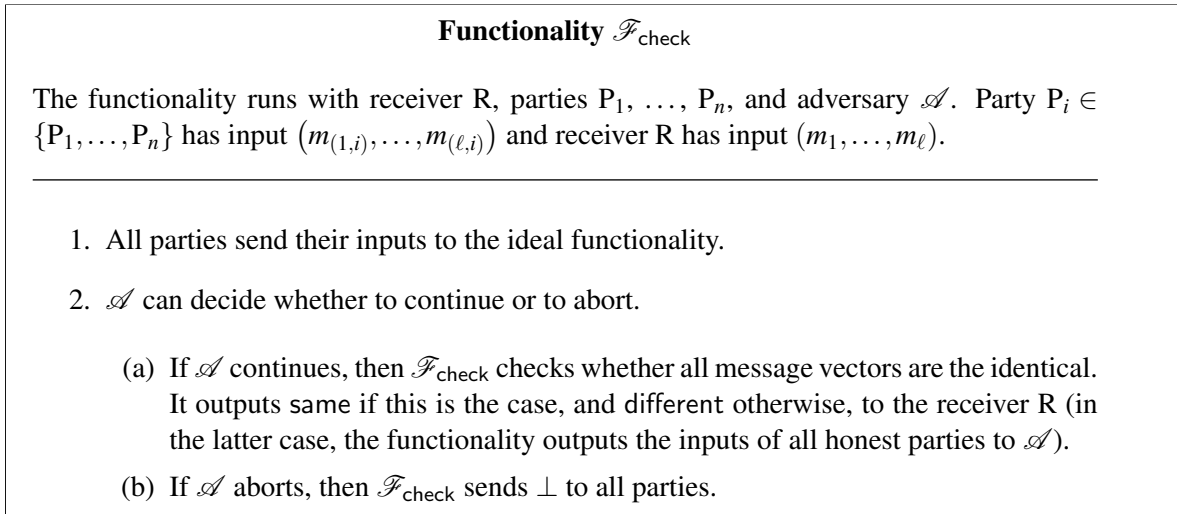 Functionality ℱcheck
The functionality runs with receiver R, parties P₁, …, Pₙ, and adversary 𝒜. Party Pᵢ ∈
{P₁,…,Pₙ} has input (m₍₁,ᵢ₎,…,m₍ℓ,ᵢ₎) and receiver R has input (m₁,…,mℓ).
1. All parties send their inputs to the ideal functionality.
2. 𝒜 can decide whether to continue or to abort.
(a) If 𝒜 continues, then ℱcheck checks whether all message vectors are the identical.
It outputs same if this is the case, and different otherwise, to the receiver R (in
the latter case, the functionality outputs the inputs of all honest parties to 𝒜).
(b) If 𝒜 aborts, then ℱcheck sends ⊥ to all parties.